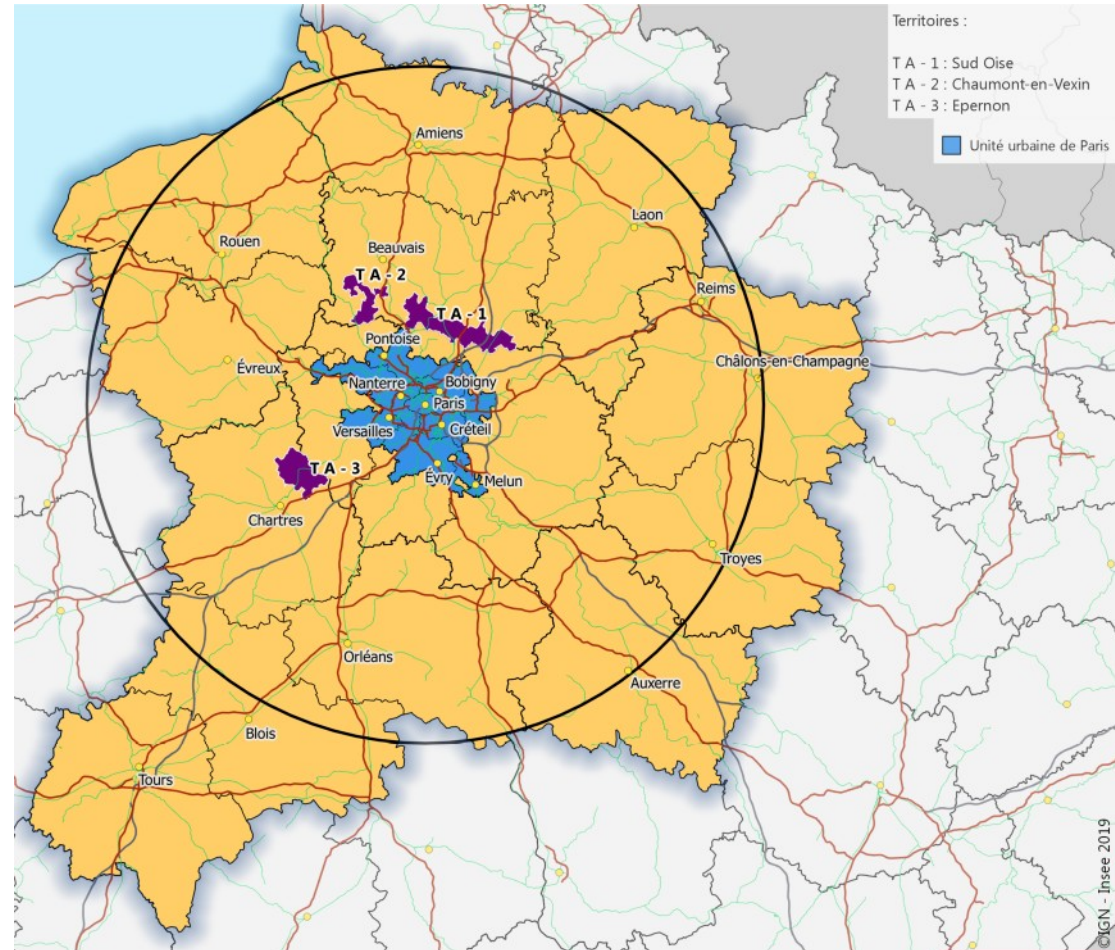 Territoires :
T A - 1 : Sud Oise
T A - 2 : Chaumont-en-Vexin
T A - 3 : Epernon
Unité urbaine de Paris
Amiens
Laon
Rouen
Beauvais
T A - 2
Reims
T A - 1
Pontoise
Évreux
Châlons-en-Champagne
Nanterre
Bobigny
Paris
Versailles
Créteil
T A - 3
Évry
Melun
Chartres
Troyes
Orléans
Auxerre
Blois
Tours
©IGN - Insee 2019